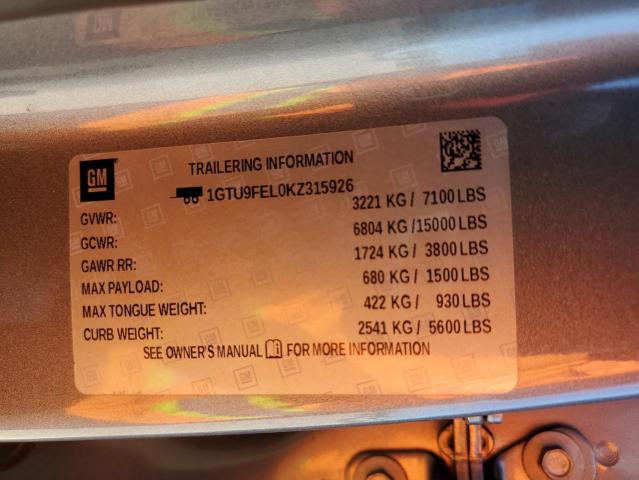 GM
TRAILERING INFORMATION
1GTU9FEL0KZ315926
GVWR: 3221 KG / 7100 LBS
GCWR: 6804 KG /15000 LBS
GAWR RR: 1724 KG / 3800 LBS
MAX PAYLOAD: 680 KG / 1500 LBS
MAX TONGUE WEIGHT: 422 KG / 930 LBS
CURB WEIGHT: 2541 KG / 5600 LBS
SEE OWNER'S MANUAL FOR MORE INFORMATION